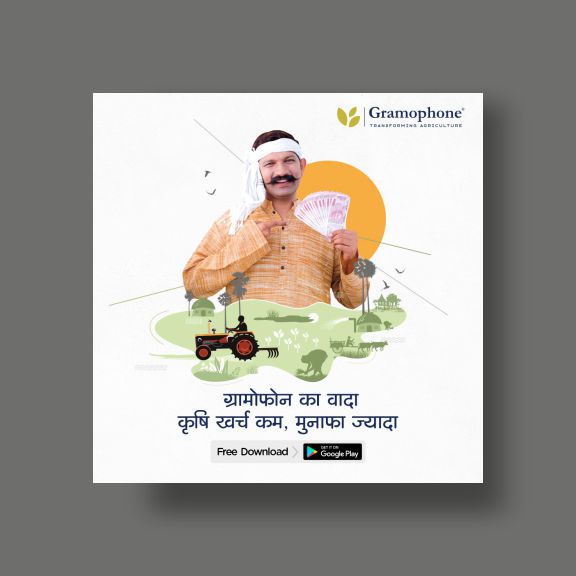 Gramophone®
TRANSFORMING AGRICULTURE
ग्रामोफोन का वादा
कृषि खर्च कम, मुनाफा ज्यादा
Free Download
GET IT ON
Google Play